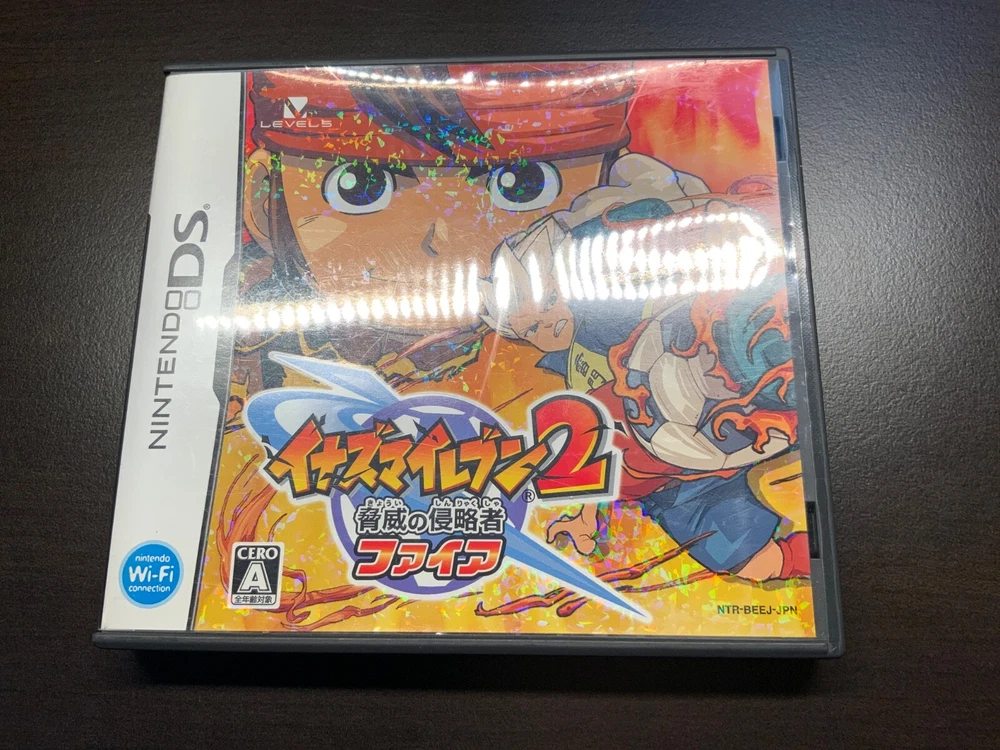 LEVEL5
NINTENDO DS®
イナズマイレブン2®
きょうい しんりゃくしゃ
脅威の侵略者
ファイア
nintendo
Wi-Fi
connection
CERO
A
全年齢対象
雷門
NTR-BEEJ-JPN